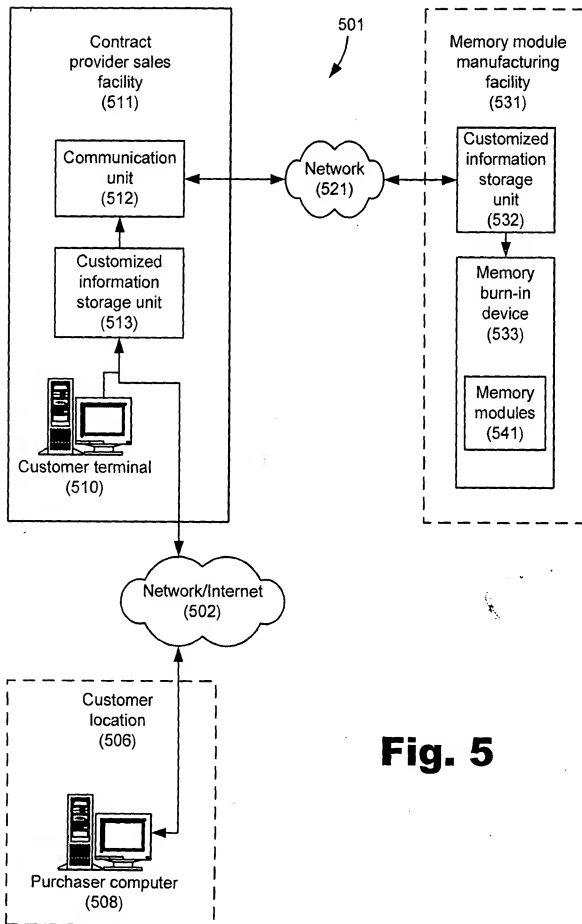 501
Contract
provider sales
facility
(511)
Communication
unit
(512)
Customized
information
storage unit
(513)
Customer terminal
(510)
Network
(521)
Memory module
manufacturing
facility
(531)
Customized
information
storage
unit
(532)
Memory
burn-in
device
(533)
Memory
modules
(541)
Network/Internet
(502)
Customer
location
(506)
Purchaser computer
(508)
Fig. 5